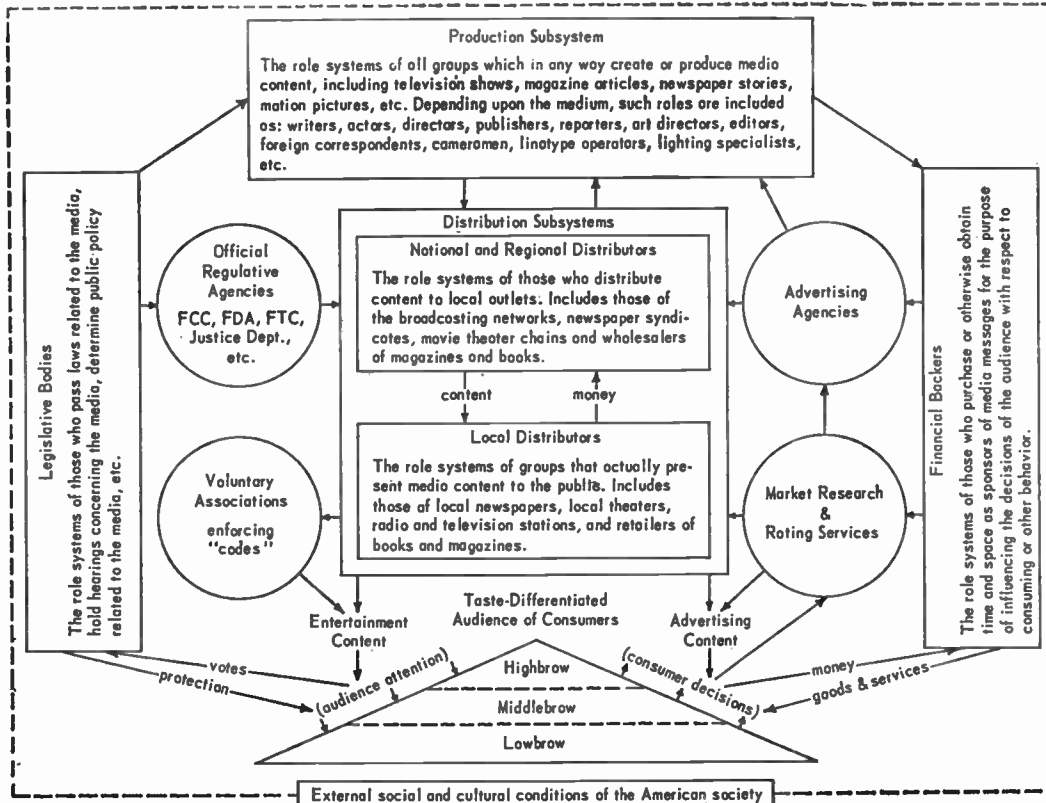 Production Subsystem
The role systems of all groups which in any way create or produce media
content, including television shows, magazine articles, newspaper stories,
mation pictures, etc. Depending upon the medium, such roles are included
as: writers, actors, directors, publishers, reporters, art directors, editors,
foreign correspondents, cameramen, linotype operators, lighting specialists,
etc.
Legislative Bodies
The role systems of those who pass laws related to the media,
hold hearings concerning the media, determine public policy
related to the media, etc.
Official
Regulative
Agencies
FCC, FDA, FTC,
Justice Dept.,
etc.
Voluntary
Associations
enforcing
"codes"
Distribution Subsystems
National and Regional Distributors
The role systems of those who distribute
content to local outlets. Includes those of
the broadcasting networks, newspaper syndi-
cates, movie theater chains and wholesalers
of magazines and books.
content
money
Local Distributors
The role systems of groups that actually pre-
sent media content to the public. Includes
those of local newspapers, local theaters,
radio and television stations, and retailers of
books and magazines.
Advertising
Agencies
Market Research
&
Roting Services
Financial Backers
The role systems of those who purchase or otherwise obtain
time and space as sponsors of media messages for the purpose
of influencing the decisions of the audience with respect to
consuming or other behavior.
Entertainment
Content
Taste-Differentiated
Audience of Consumers
Advertising
Content
votes
protection
(audience attention)
(consumer decisions)
money
goods & services
Highbrow
Middlebrow
Lowbrow
External social and cultural conditions of the American society